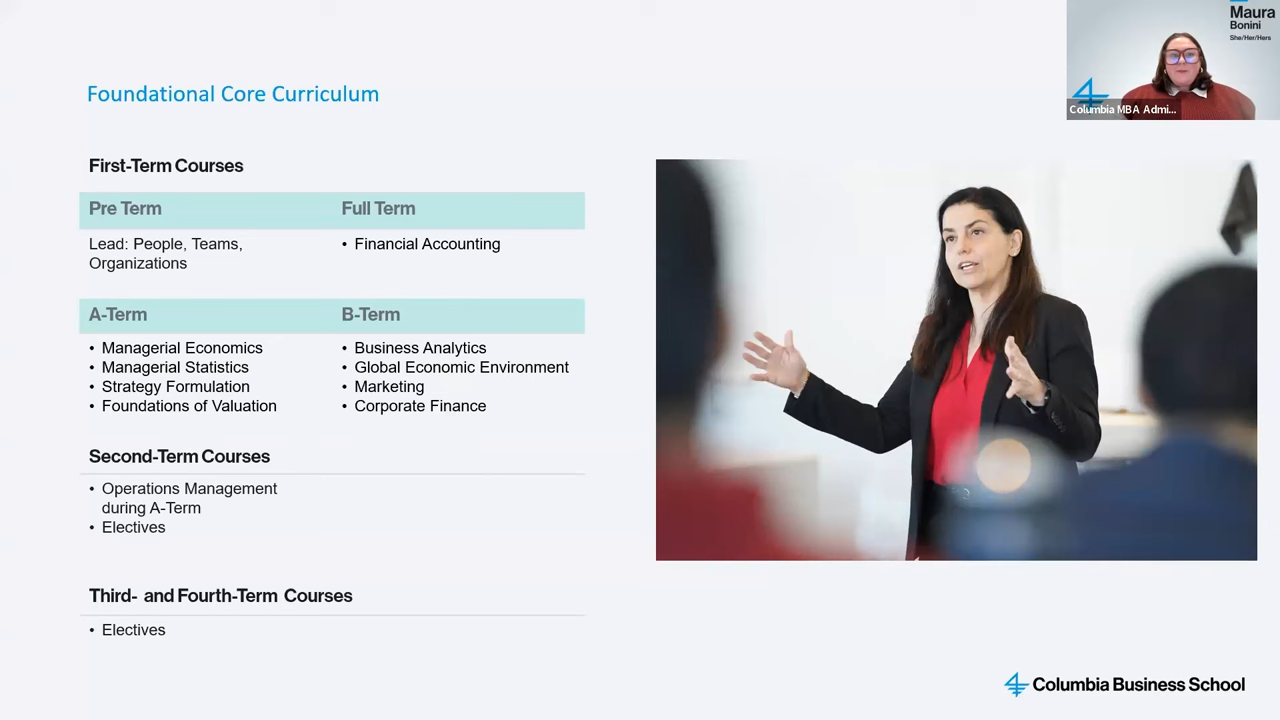 Maura
Bonini
She/Her/Hers
Columbia MBA Admi...
Foundational Core Curriculum
First-Term Courses
Pre Term
Full Term
Lead: People, Teams,
Organizations
• Financial Accounting
A-Term
B-Term
• Managerial Economics
• Managerial Statistics
• Strategy Formulation
• Foundations of Valuation
• Business Analytics
• Global Economic Environment
• Marketing
• Corporate Finance
Second-Term Courses
• Operations Management
during A-Term
• Electives
Third- and Fourth-Term Courses
• Electives
Columbia Business School